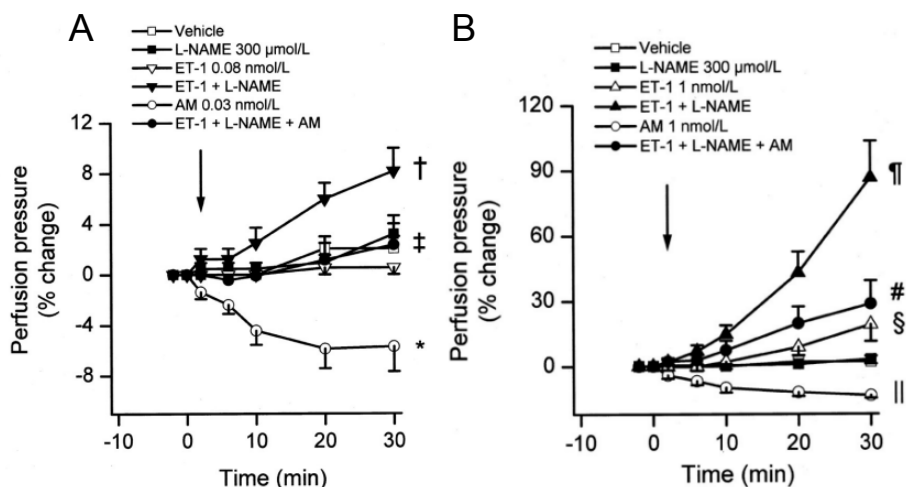 A
Vehicle
L-NAME 300 µmol/L
ET-1 0.08 nmol/L
ET-1 + L-NAME
AM 0.03 nmol/L
ET-1 + L-NAME + AM
12
8
4
0
-4
-8
Perfusion pressure
(% change)
†
‡
*
-10
0
10
20
30
Time (min)
B
Vehicle
L-NAME 300 µmol/L
ET-1 1 nmol/L
ET-1 + L-NAME
AM 1 nmol/L
ET-1 + L-NAME + AM
120
90
60
30
0
Perfusion pressure
(% change)
¶
#
§
||
-10
0
10
20
30
Time (min)